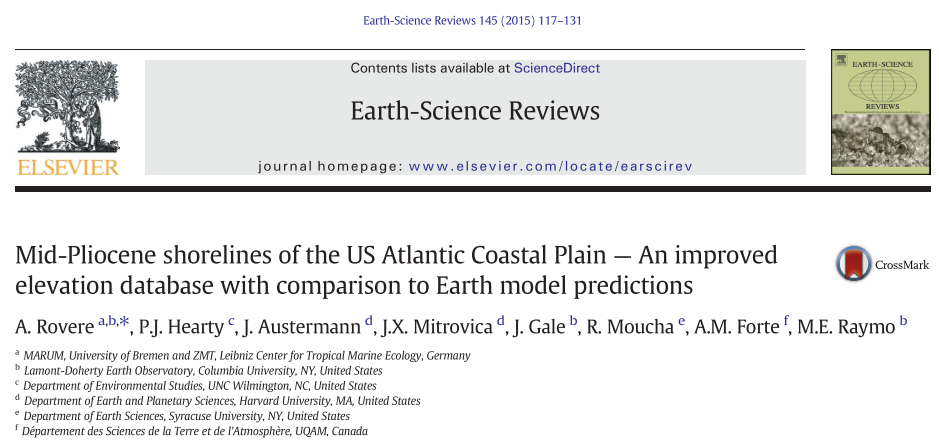 Earth-Science Reviews 145 (2015) 117–131
Contents lists available at ScienceDirect
Earth-Science Reviews
journal homepage: www.elsevier.com/locate/earscirev
ELSEVIER
EARTH-SCIENCE
REVIEWS
Mid-Pliocene shorelines of the US Atlantic Coastal Plain — An improved
elevation database with comparison to Earth model predictions
CrossMark
A. Rovere a,b,*, P.J. Hearty c, J. Austermann d, J.X. Mitrovica d, J. Gale b, R. Moucha e, A.M. Forte f, M.E. Raymo b
a MARUM, University of Bremen and ZMT, Leibniz Center for Tropical Marine Ecology, Germany
b Lamont-Doherty Earth Observatory, Columbia University, NY, United States
c Department of Environmental Studies, UNC Wilmington, NC, United States
d Department of Earth and Planetary Sciences, Harvard University, MA, United States
e Department of Earth Sciences, Syracuse University, NY, United States
f Département des Sciences de la Terre et de l'Atmosphère, UQAM, Canada